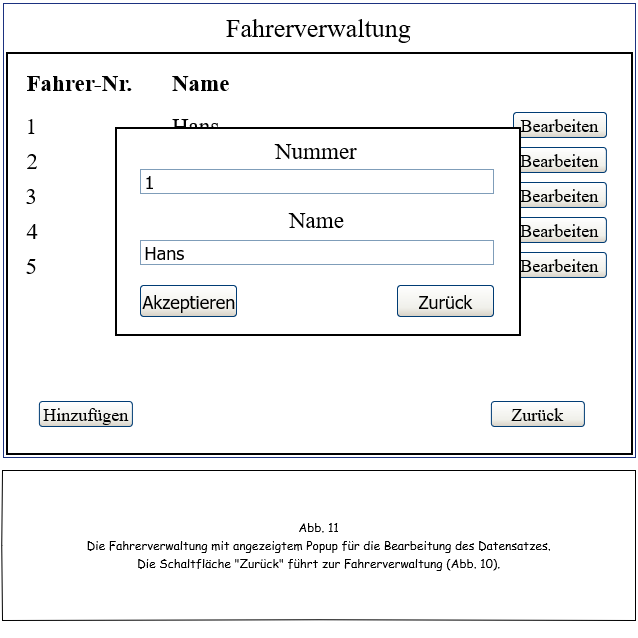 Fahrerverwaltung
Fahrer-Nr. Name
1 Hans Bearbeiten
2 Bearbeiten
3 Bearbeiten
4 Bearbeiten
5 Bearbeiten
Nummer
1
Name
Hans
Akzeptieren Zurück
Hinzufügen Zurück
Abb. 11
Die Fahrerverwaltung mit angezeigtem Popup für die Bearbeitung des Datensatzes.
Die Schaltfläche "Zurück" führt zur Fahrerverwaltung (Abb. 10).